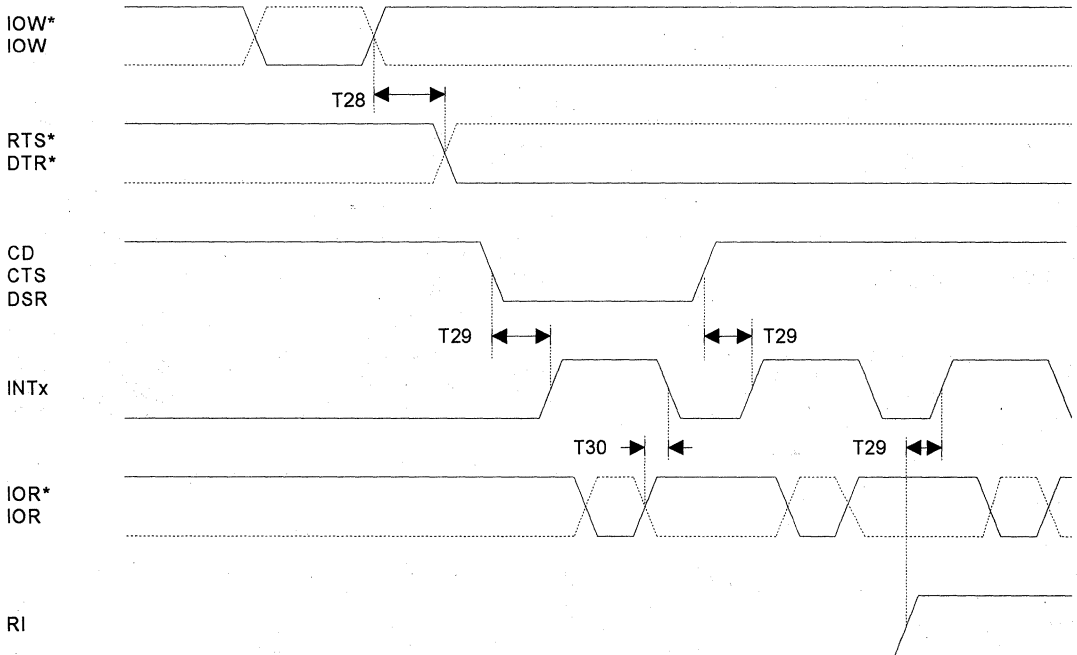 IOW*
IOW
T28
RTS*
DTR*
CD
CTS
DSR
T29
T29
INTx
T30
T29
IOR*
IOR
RI